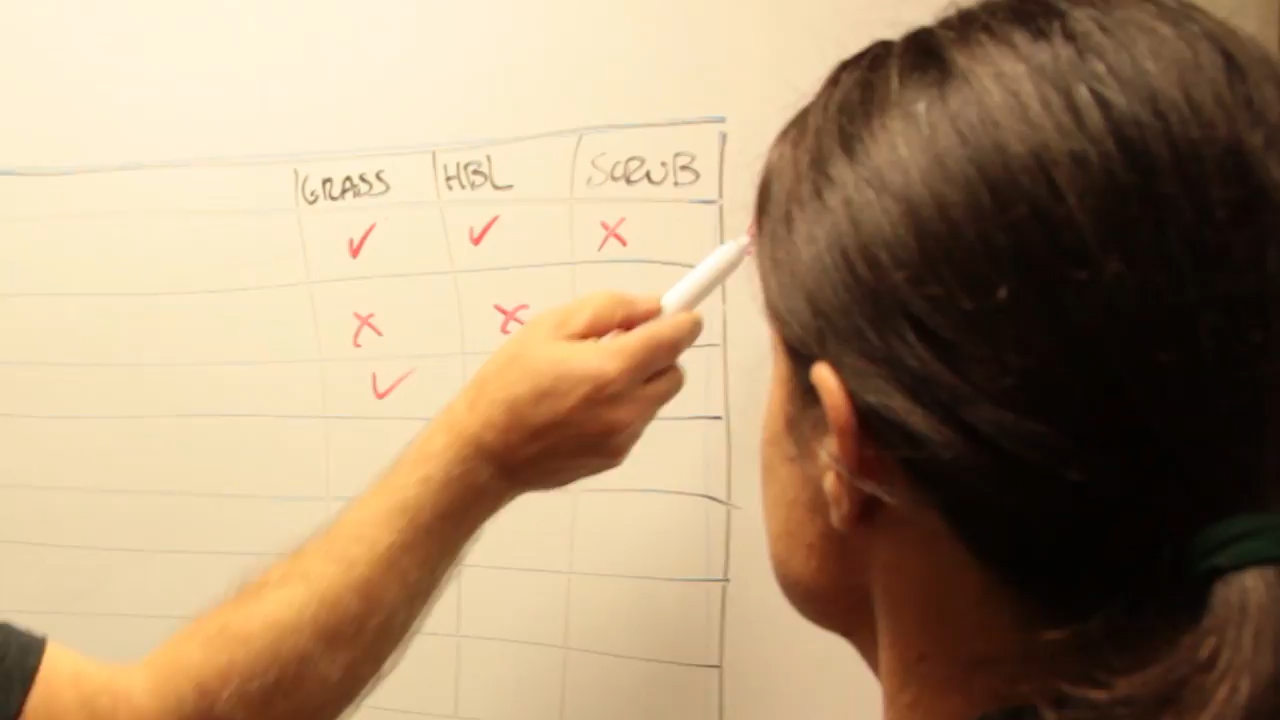 GRASS HBL SCRUB
✓ ✓ X
X X
✓